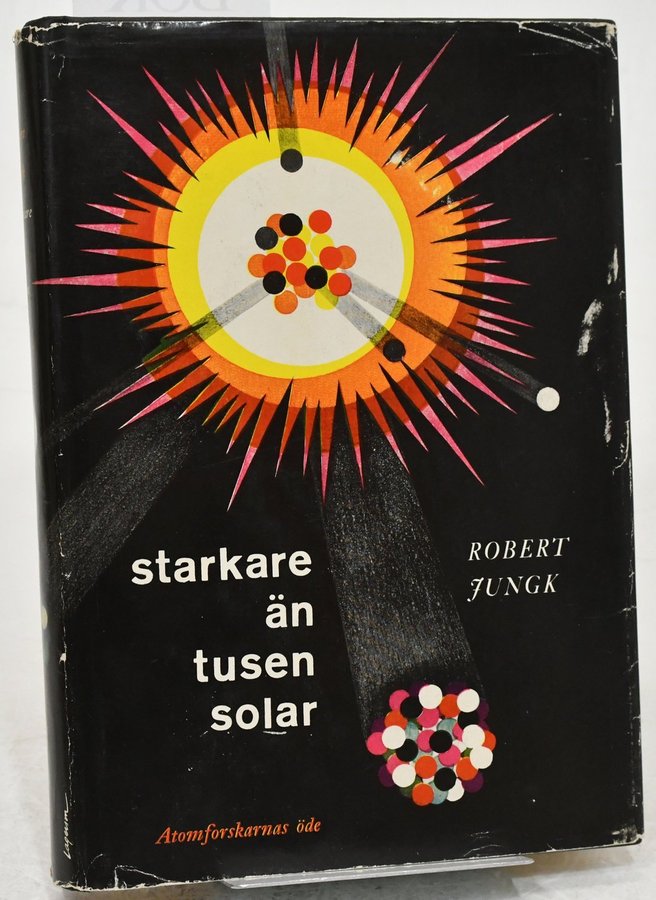 starkare
än
tusen
solar
ROBERT
JUNGK
Atomforskarnas öde